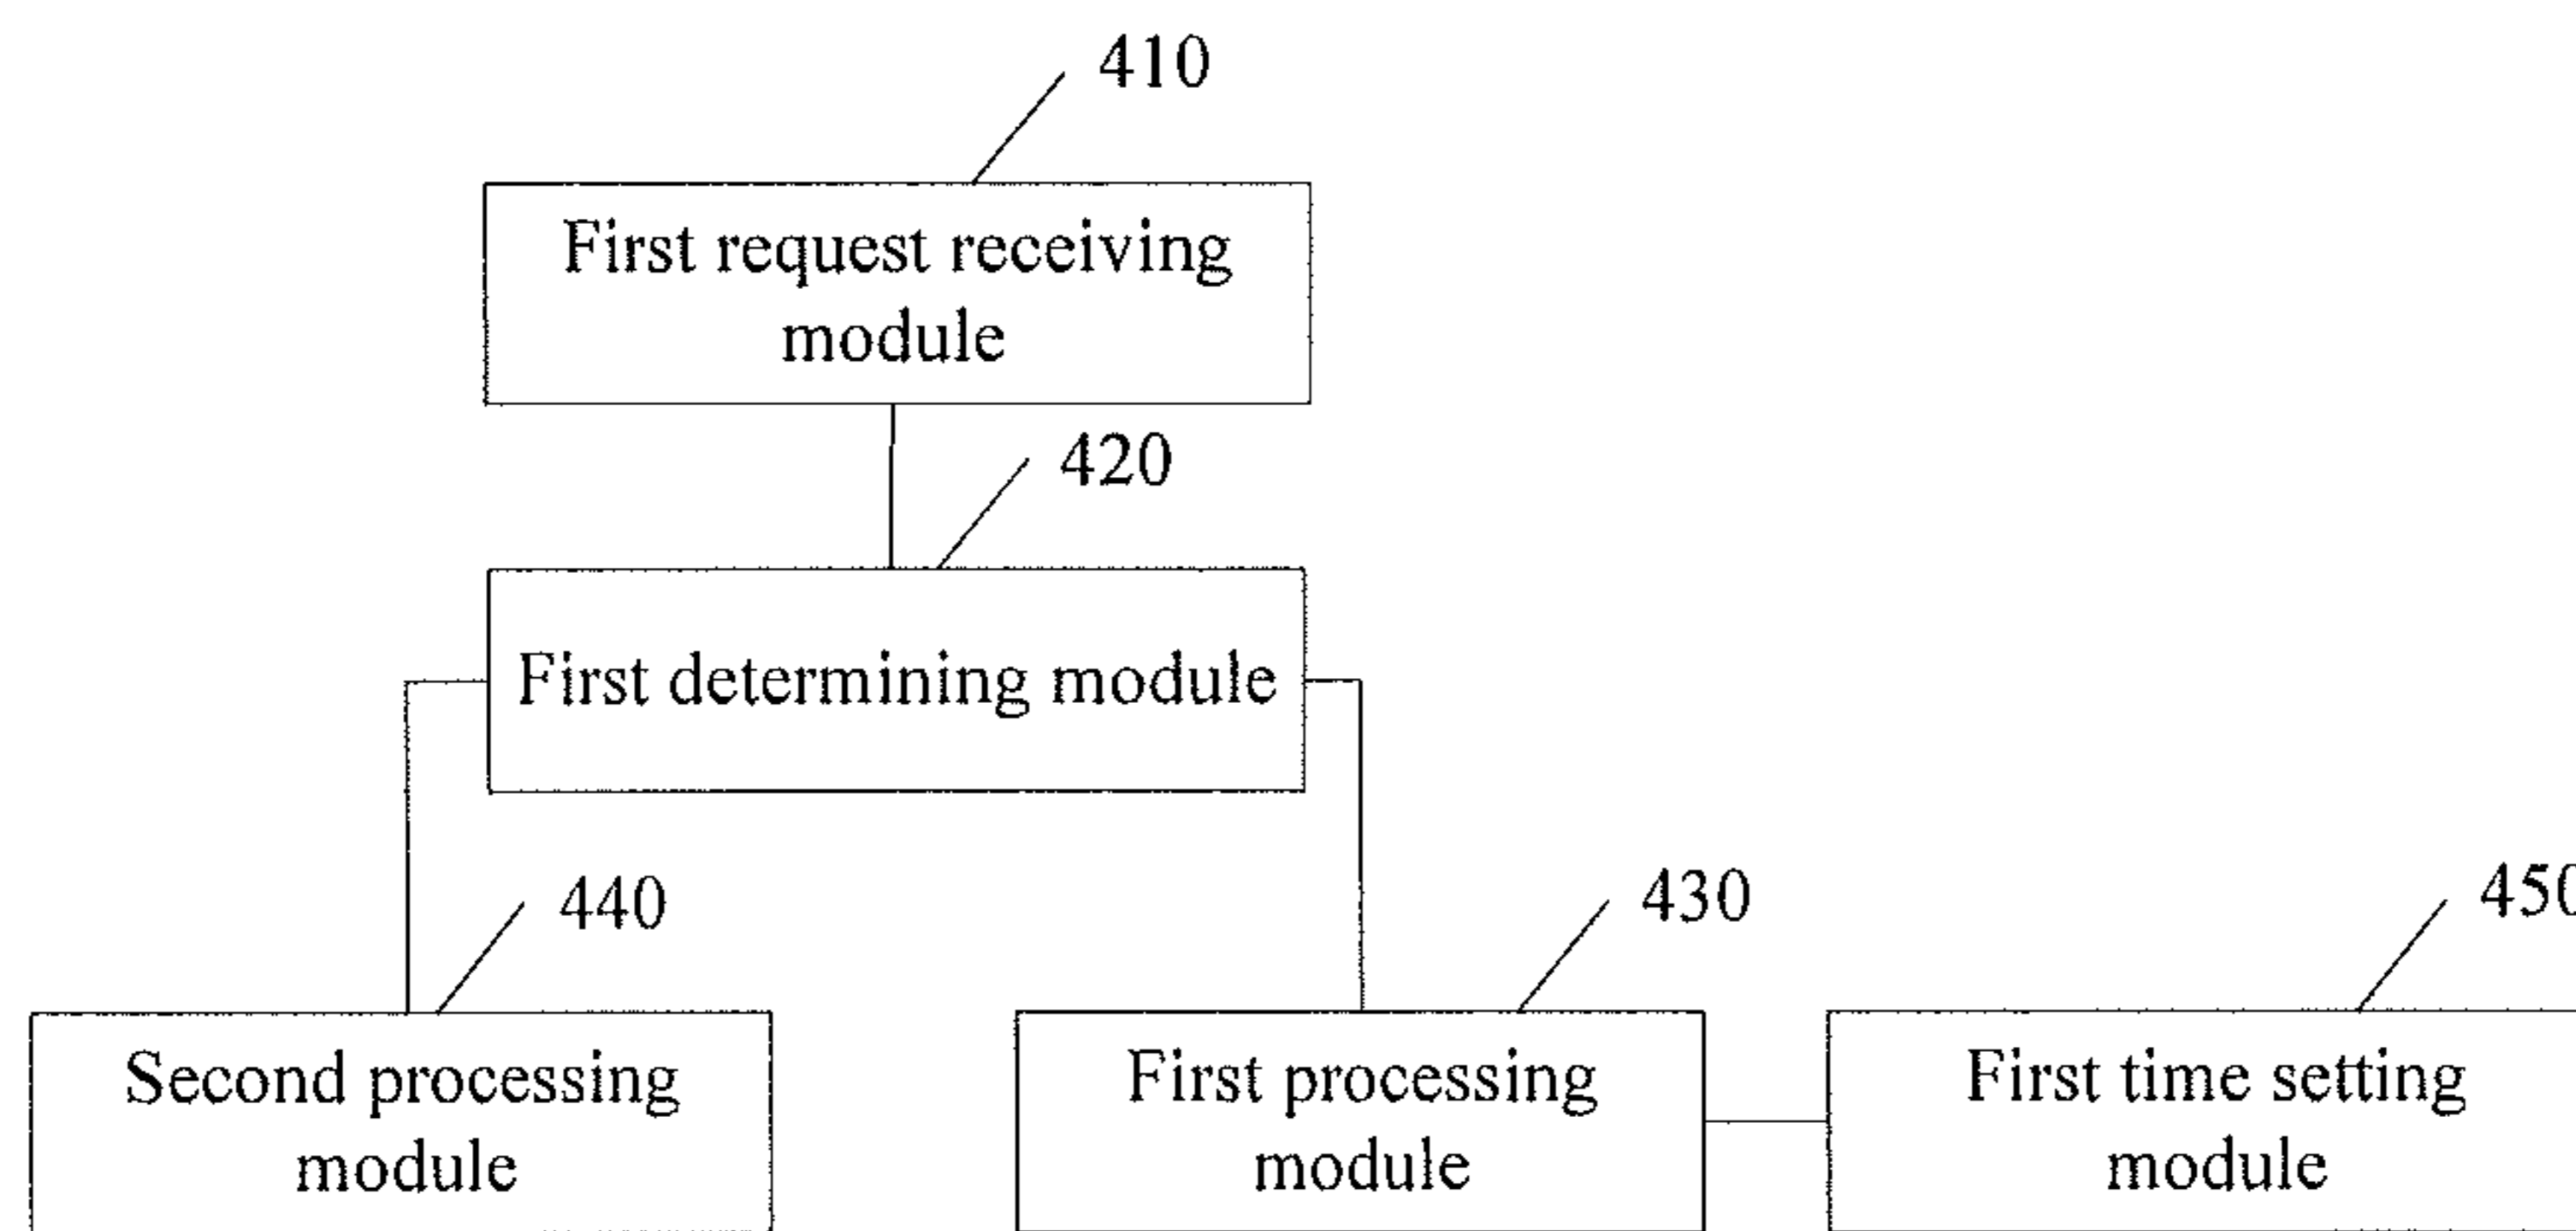 410
First request receiving
module
420
First determining module
440
430
450
Second processing
module
First processing
module
First time setting
module